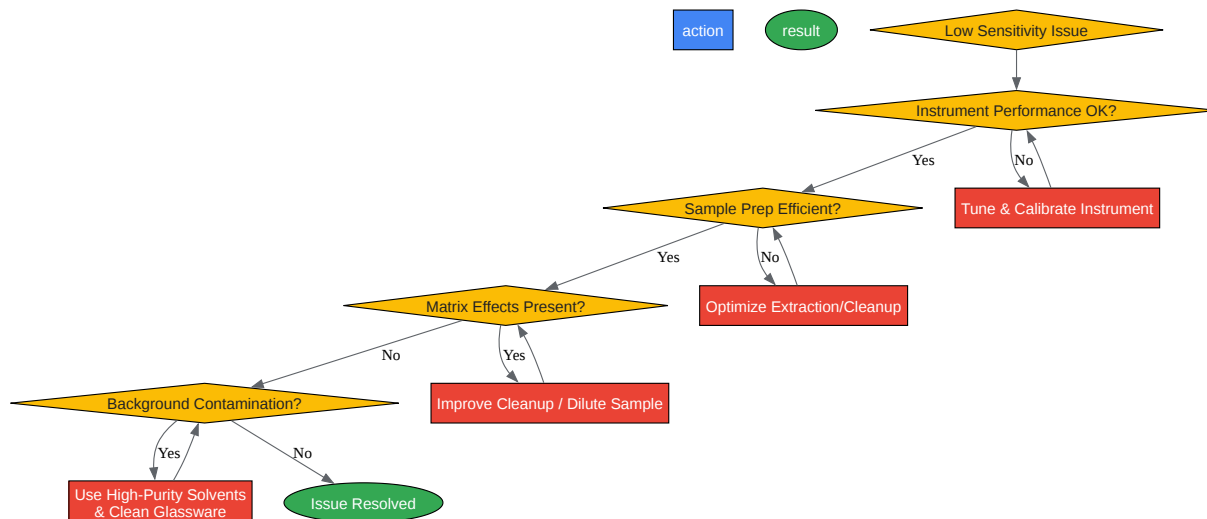 action
result
Low Sensitivity Issue
Instrument Performance OK?
Yes
No
Sample Prep Efficient?
Tune & Calibrate Instrument
Yes
No
Matrix Effects Present?
Optimize Extraction/Cleanup
No
Yes
Background Contamination?
Improve Cleanup / Dilute Sample
Yes
No
Use High-Purity Solvents
& Clean Glassware
Issue Resolved